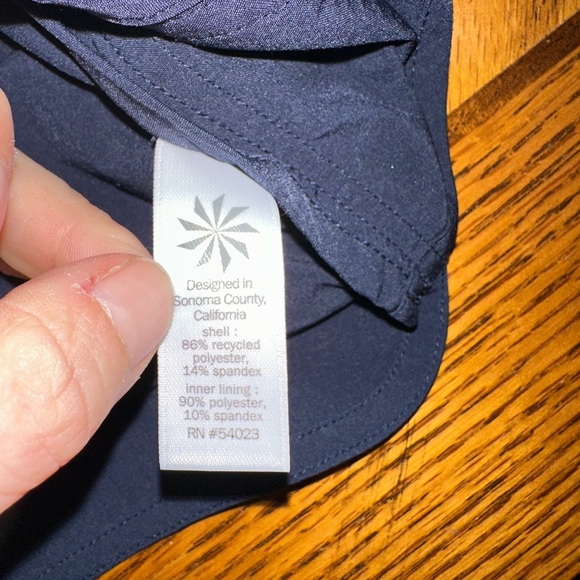 Designed in
Sonoma County,
California
shell :
86% recycled
polyester,
14% spandex
inner lining :
90% polyester,
10% spandex
RN #54023